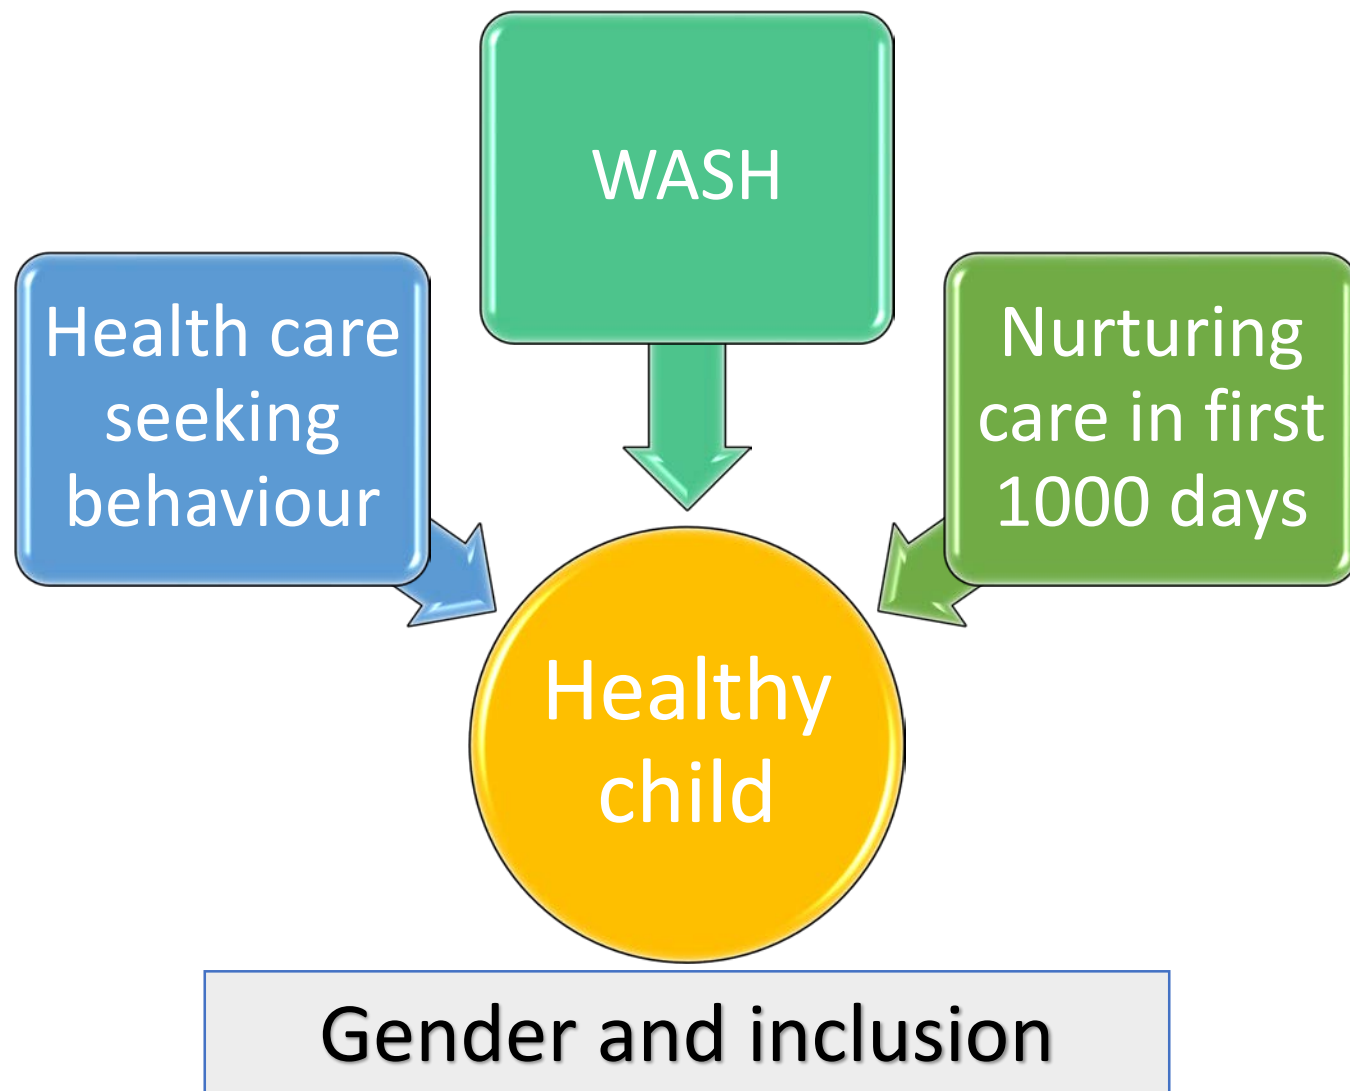 WASH
Health care
seeking
behaviour
Nurturing
care in first
1000 days
Healthy
child
Gender and inclusion